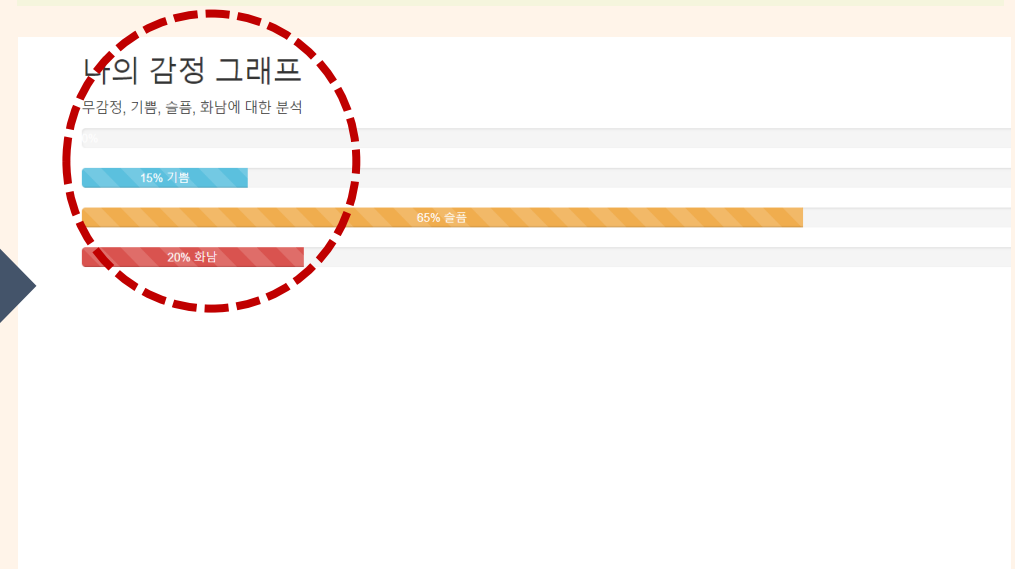 나의 감정 그래프
무감정, 기쁨, 슬픔, 화남에 대한 분석
15% 기쁨
65% 슬픔
20% 화남